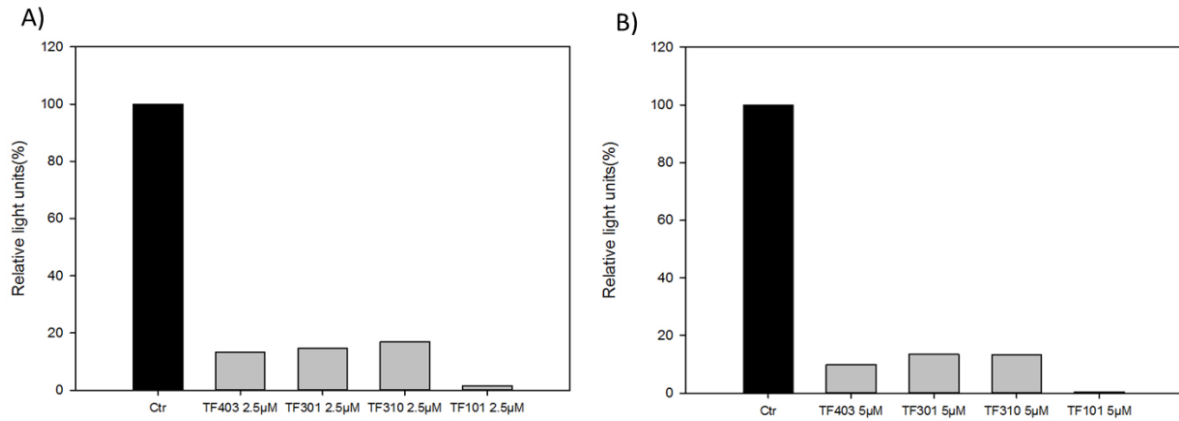 A)
120
100
80
60
40
20
0
Relative light units(%)
Ctr TF403 2.5µM TF301 2.5µM TF310 2.5µM TF101 2.5µM
B)
120
100
80
60
40
20
0
Relative light units(%)
Ctr TF403 5µM TF301 5µM TF310 5µM TF101 5µM